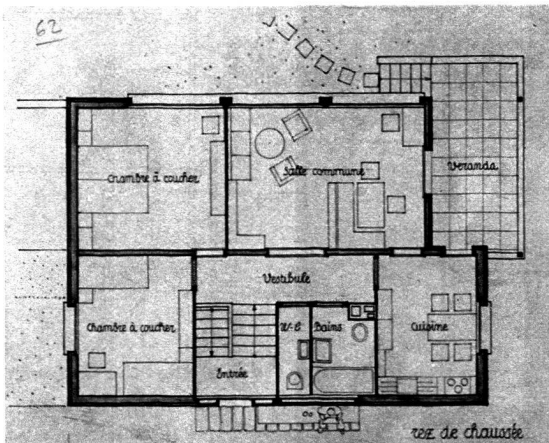 62
Chambre à coucher
Salle commune
Veranda
Vestibule
Chambre à coucher
W-C
Bains
Cuisine
Entrée
rez de chaussée